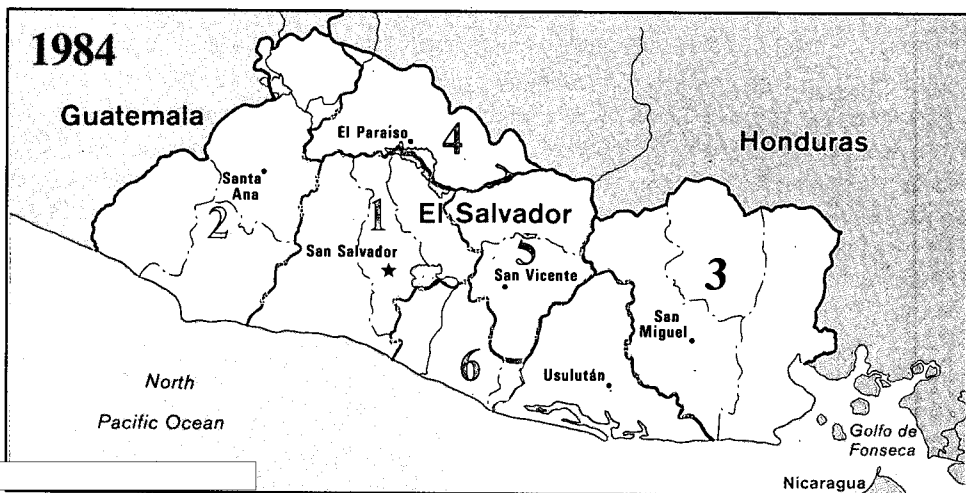 1984
Guatemala
Honduras
El Paraíso
4
Santa
Ana
2
1
El Salvador
San Salvador
5
San Vicente
3
San
Miguel
6
Usulután
North
Pacific Ocean
Golfo de
Fonseca
Nicaragua